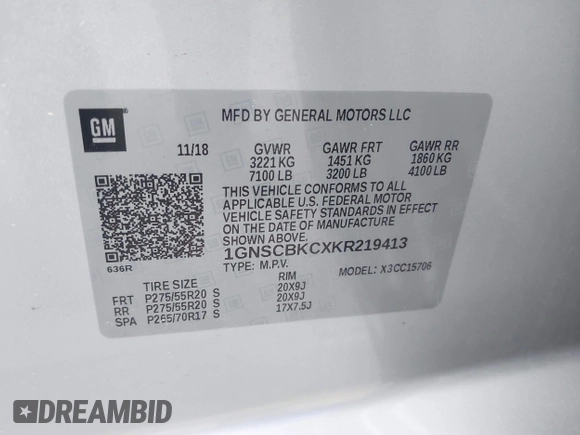 GM
MFD BY GENERAL MOTORS LLC
11/18 GVWR GAWR FRT GAWR RR
3221 KG 1451 KG 1860 KG
7100 LB 3200 LB 4100 LB
THIS VEHICLE CONFORMS TO ALL
APPLICABLE U.S. FEDERAL MOTOR
VEHICLE SAFETY STANDARDS IN EFFECT
ON THE DATE OF MANUFACTURE
SHOWN ABOVE.
1GNSCBKCXKR219413
636R
TYPE: M.P.V. MODEL: X3CC15706
TIRE SIZE RIM
FRT P275/55R20 S 20X9J
RR P275/55R20 S 20X9J
SPA P265/70R17 S 17X7.5J
DREAMBID